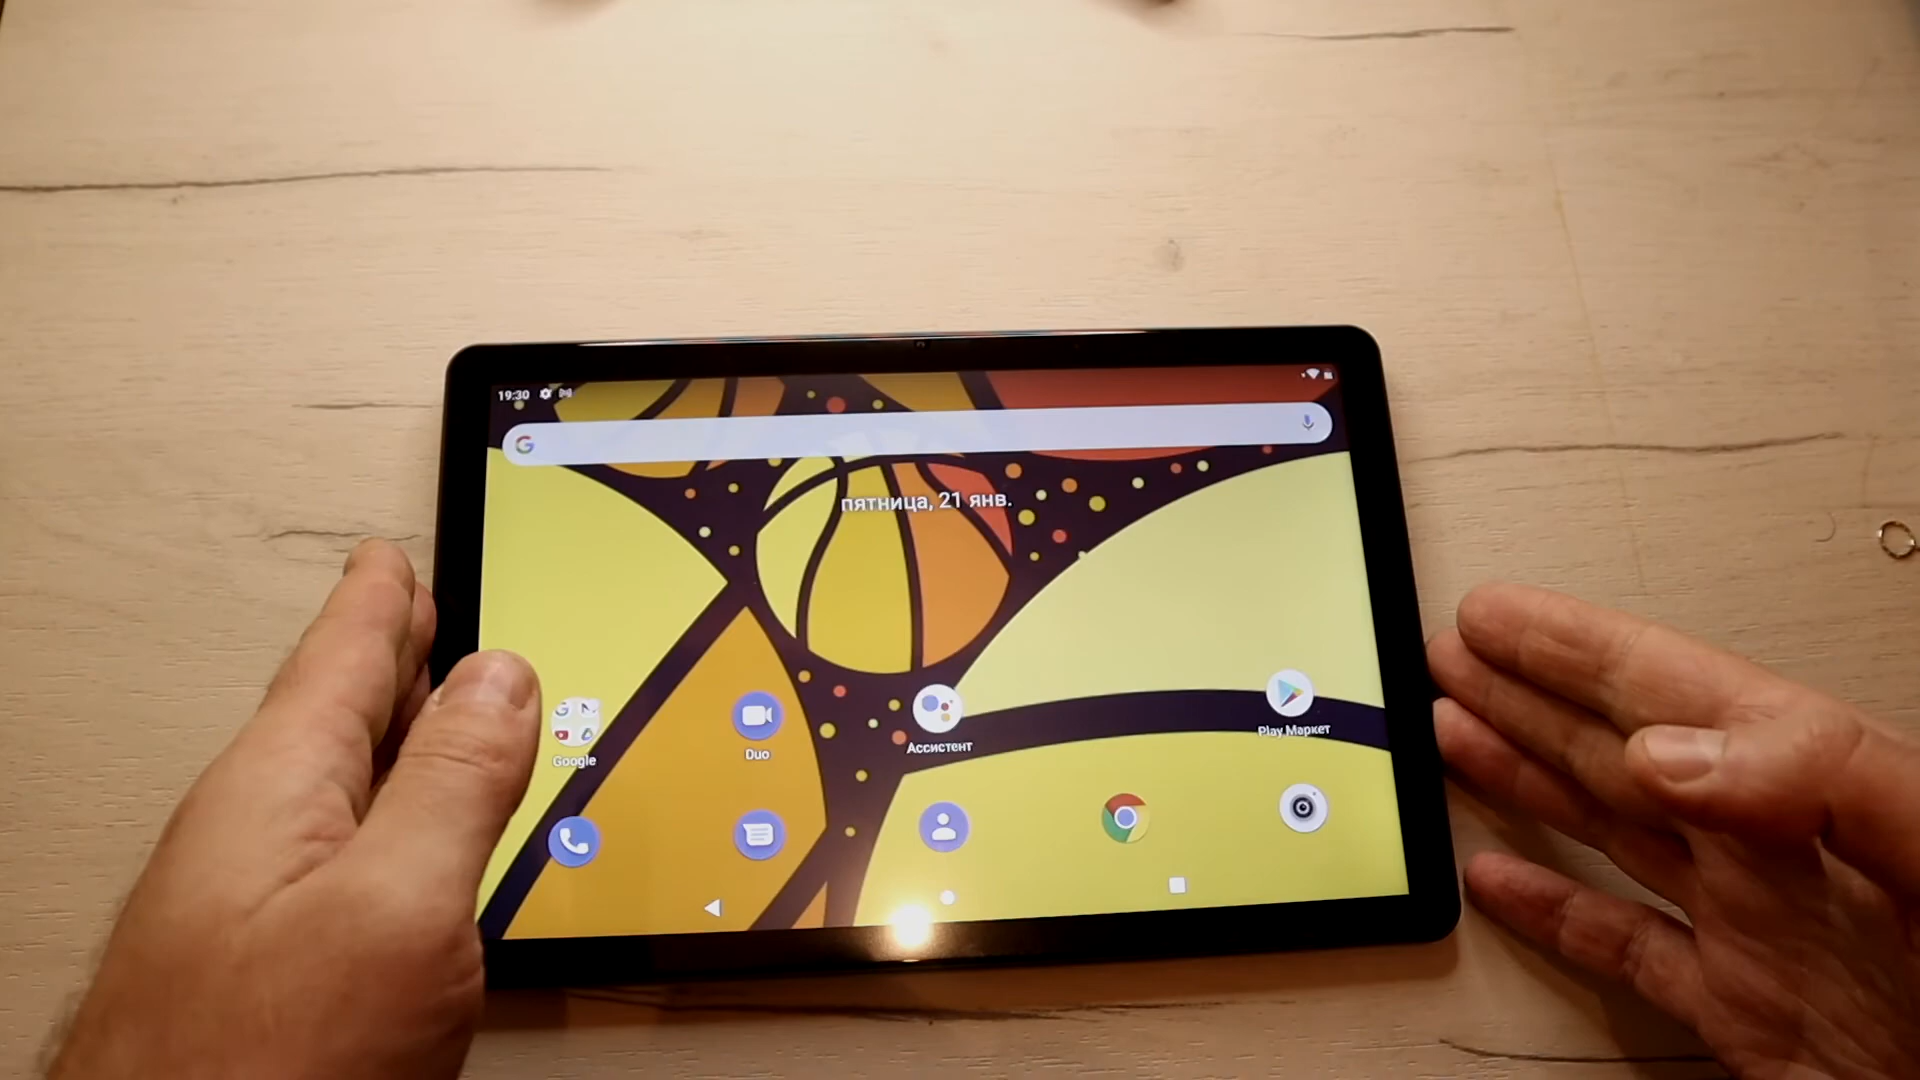 19:30
пятница, 21 янв.
Google
Duo
Ассистент
Play Маркет